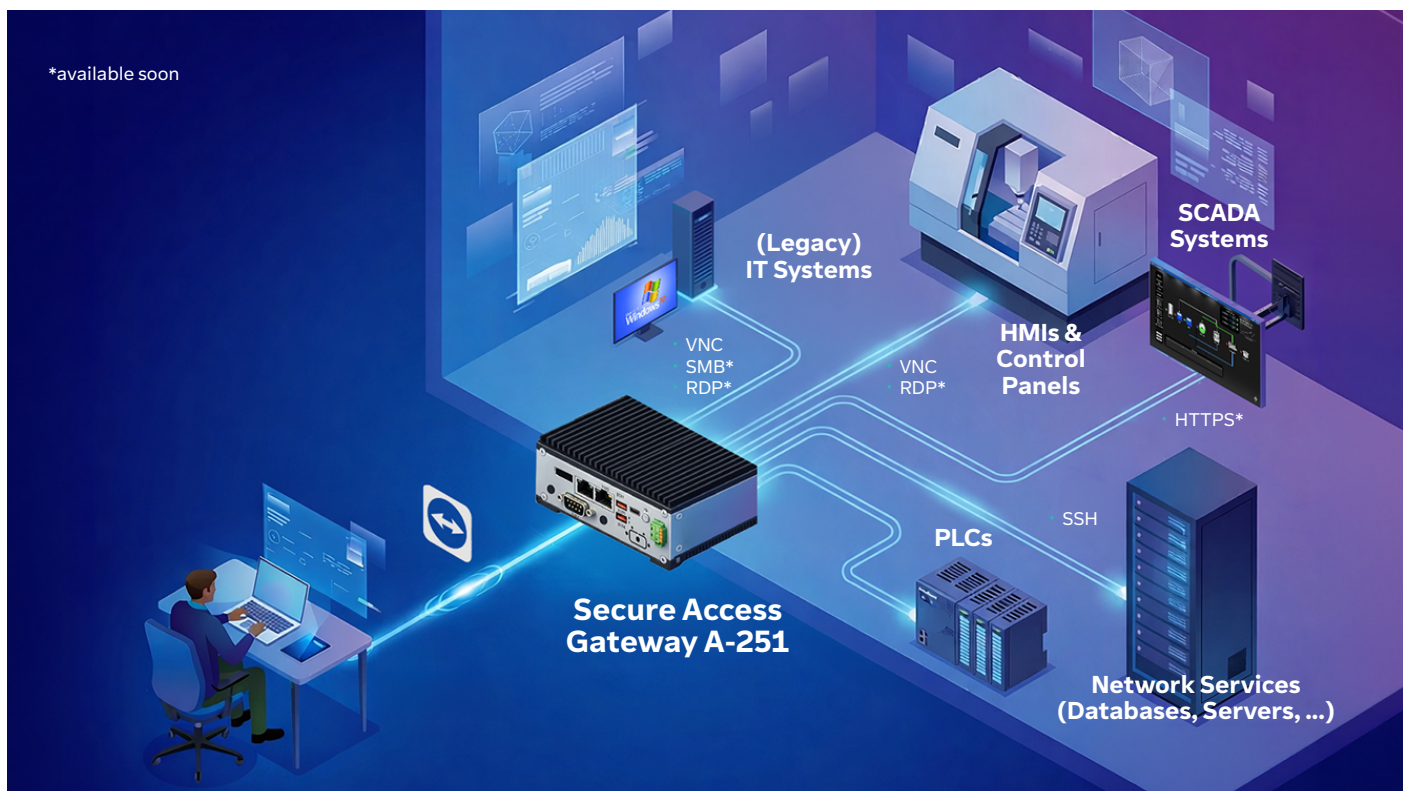 *available soon
(Legacy)
IT Systems
SCADA
Systems
Windows
VNC
SMB*
RDP*
HMIs &
Control
Panels
VNC
RDP*
HTTPS*
SSH
PLCs
Secure Access
Gateway A-251
Network Services
(Databases, Servers, ...)